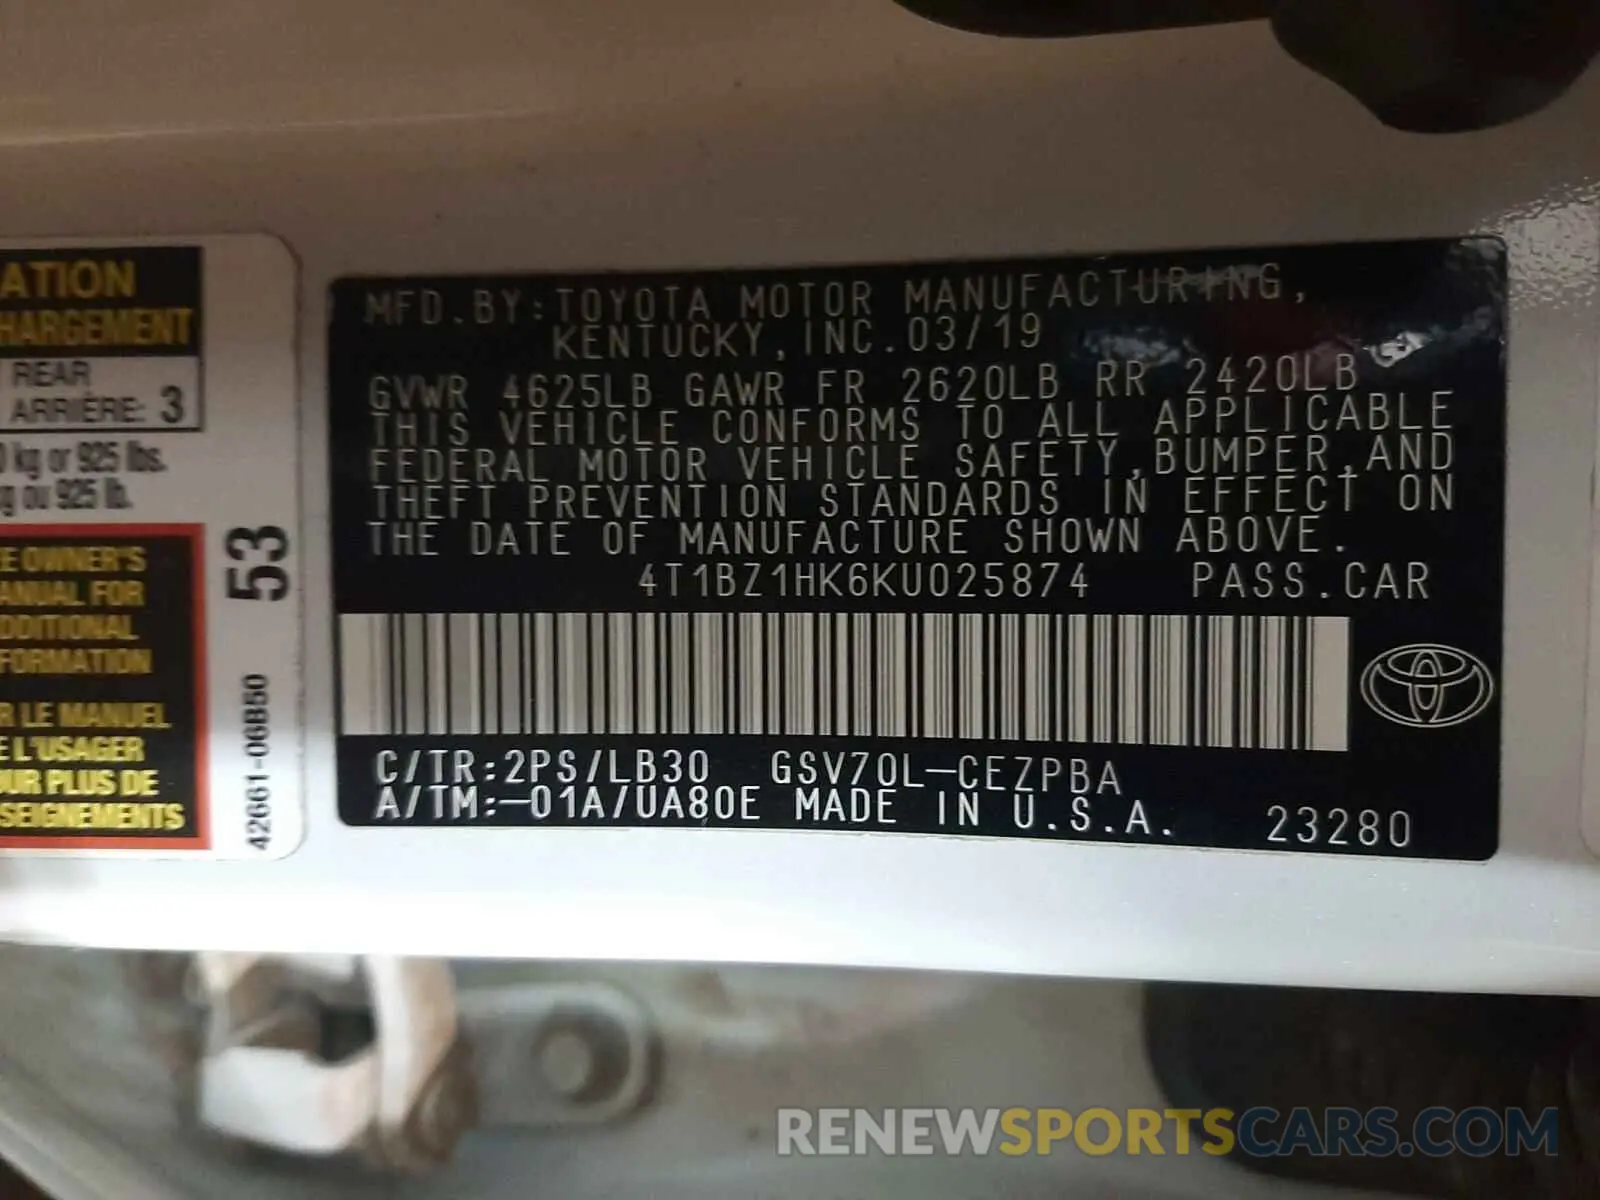 ATION
HARGEMENT
REAR
ARRIÈRE: 3
0 kg or 925 lbs.
g ou 925 lb.
E OWNER'S
ANUAL FOR
DDITIONAL
FORMATION
R LE MANUEL
E L'USAGER
OUR PLUS DE
SEIGNEMENTS
53
42661-06B50
MFD.BY:TOYOTA MOTOR MANUFACTURING,
KENTUCKY,INC.03/19
GVWR 4625LB GAWR FR 2620LB RR 2420LB
THIS VEHICLE CONFORMS TO ALL APPLICABLE
FEDERAL MOTOR VEHICLE SAFETY,BUMPER,AND
THEFT PREVENTION STANDARDS IN EFFECT ON
THE DATE OF MANUFACTURE SHOWN ABOVE.
4T1BZ1HK6KU025874 PASS.CAR
C/TR:2PS/LB30 GSV70L-CEZPBA
A/TM:-01A/UA80E MADE IN U.S.A. 23280
RENEWSPORTSCARS.COM